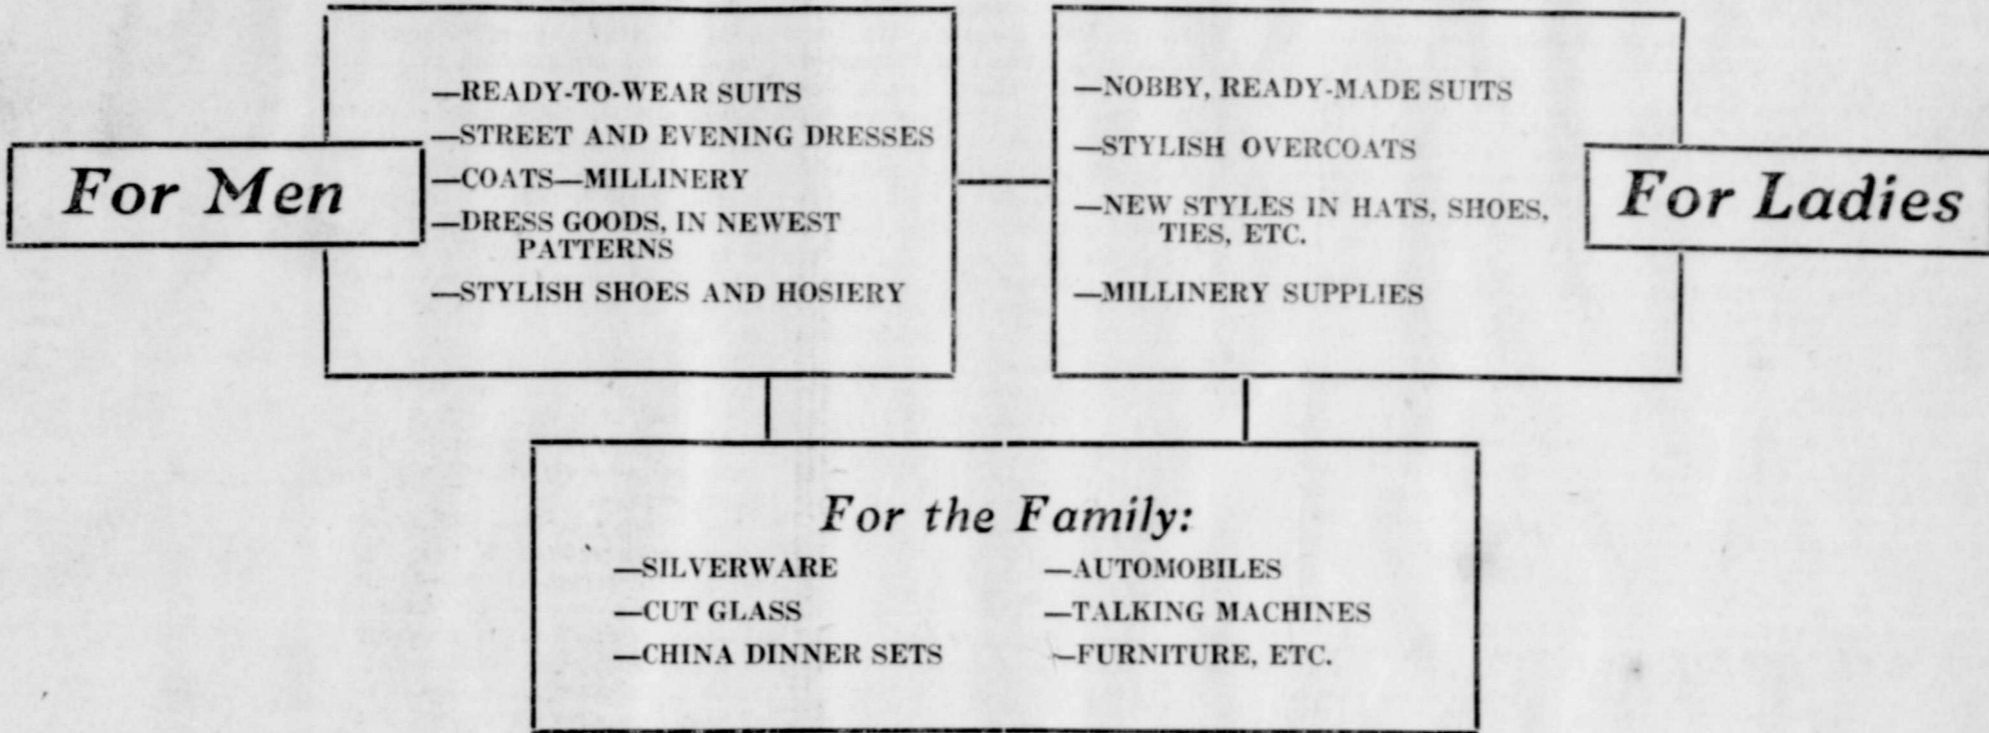 For Men
—READY-TO-WEAR SUITS
—STREET AND EVENING DRESSES
—COATS—MILLINERY
—DRESS GOODS, IN NEWEST
PATTERNS
—STYLISH SHOES AND HOSIERY
—NOBBY, READY-MADE SUITS
—STYLISH OVERCOATS
—NEW STYLES IN HATS, SHOES,
TIES, ETC.
—MILLINERY SUPPLIES
For Ladies
For the Family:
—SILVERWARE
—CUT GLASS
—CHINA DINNER SETS
—AUTOMOBILES
—TALKING MACHINES
—FURNITURE, ETC.